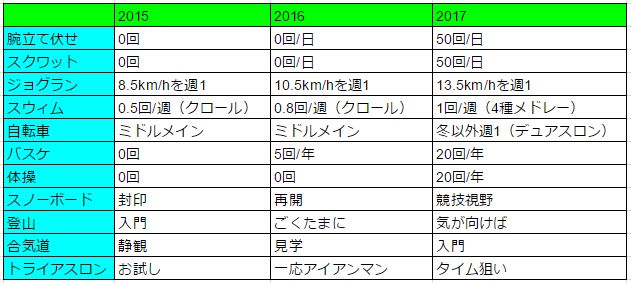 2015 2016 2017
腕立て伏せ 0回 0回/日 50回/日
スクワット 0回 0回/日 50回/日
ジョグラン 8.5km/hを週1 10.5km/hを週1 13.5km/hを週1
スウィム 0.5回/週（クロール） 0.8回/週（クロール） 1回/週（4種メドレー）
自転車 ミドルメイン ミドルメイン 冬以外週1（デュアスロン）
バスケ 0回 5回/年 20回/年
体操 0回 0回 20回/年
スノーボード 封印 再開 競技視野
登山 入門 ごくたまに 気が向けば
合気道 静観 見学 入門
トライアスロン お試し 一応アイアンマン タイム狙い